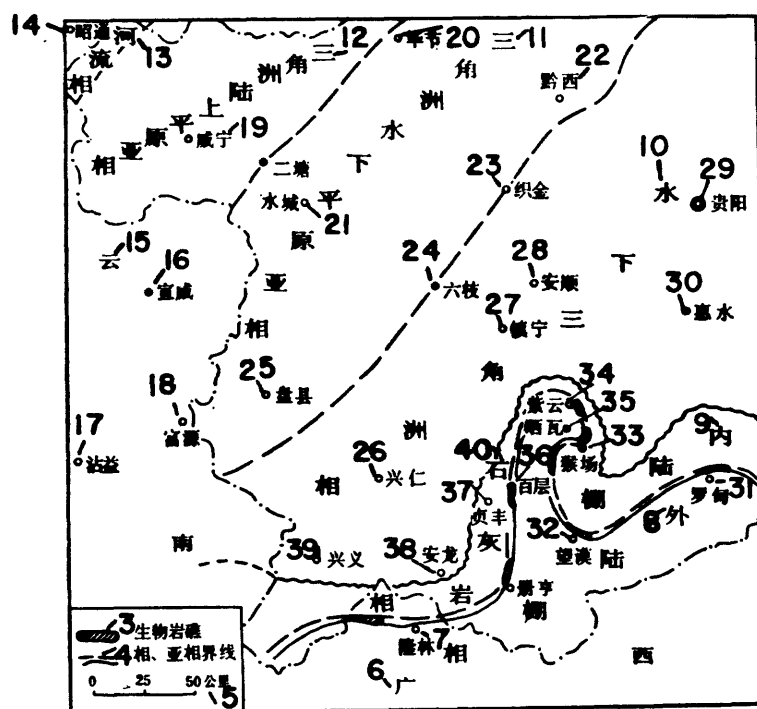 14 昭通 河 13
流
相
三角洲 12
陆上平原亚相
威宁 19
毕节 20
三角洲 11
水下平原亚相
黔西 22
二塘
水城 21
23 织金
10
水下三角洲相
29 贵阳
云 15
16 宣威
24 六枝
28 安顺
27 镇宁
30 惠水
25 盘县
18 富源
17 沾益
26 兴仁
34 紫云
35 晒瓦
33 猴场
9 内陆棚相
40 石灰岩
36 百层
37 贞丰
31 罗甸
8 外陆棚相
32 望漠
南
39 兴义
38 安龙
册亨
7 隆林
6 广
西
3 生物岩礁
4 相、亚相界线
0 25 50 公里
5